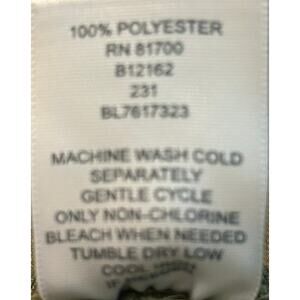 100% POLYESTER
RN 81700
B12162
231
BL7617323
MACHINE WASH COLD
SEPARATELY
GENTLE CYCLE
ONLY NON-CHLORINE
BLEACH WHEN NEEDED
TUMBLE DRY LOW
COOL